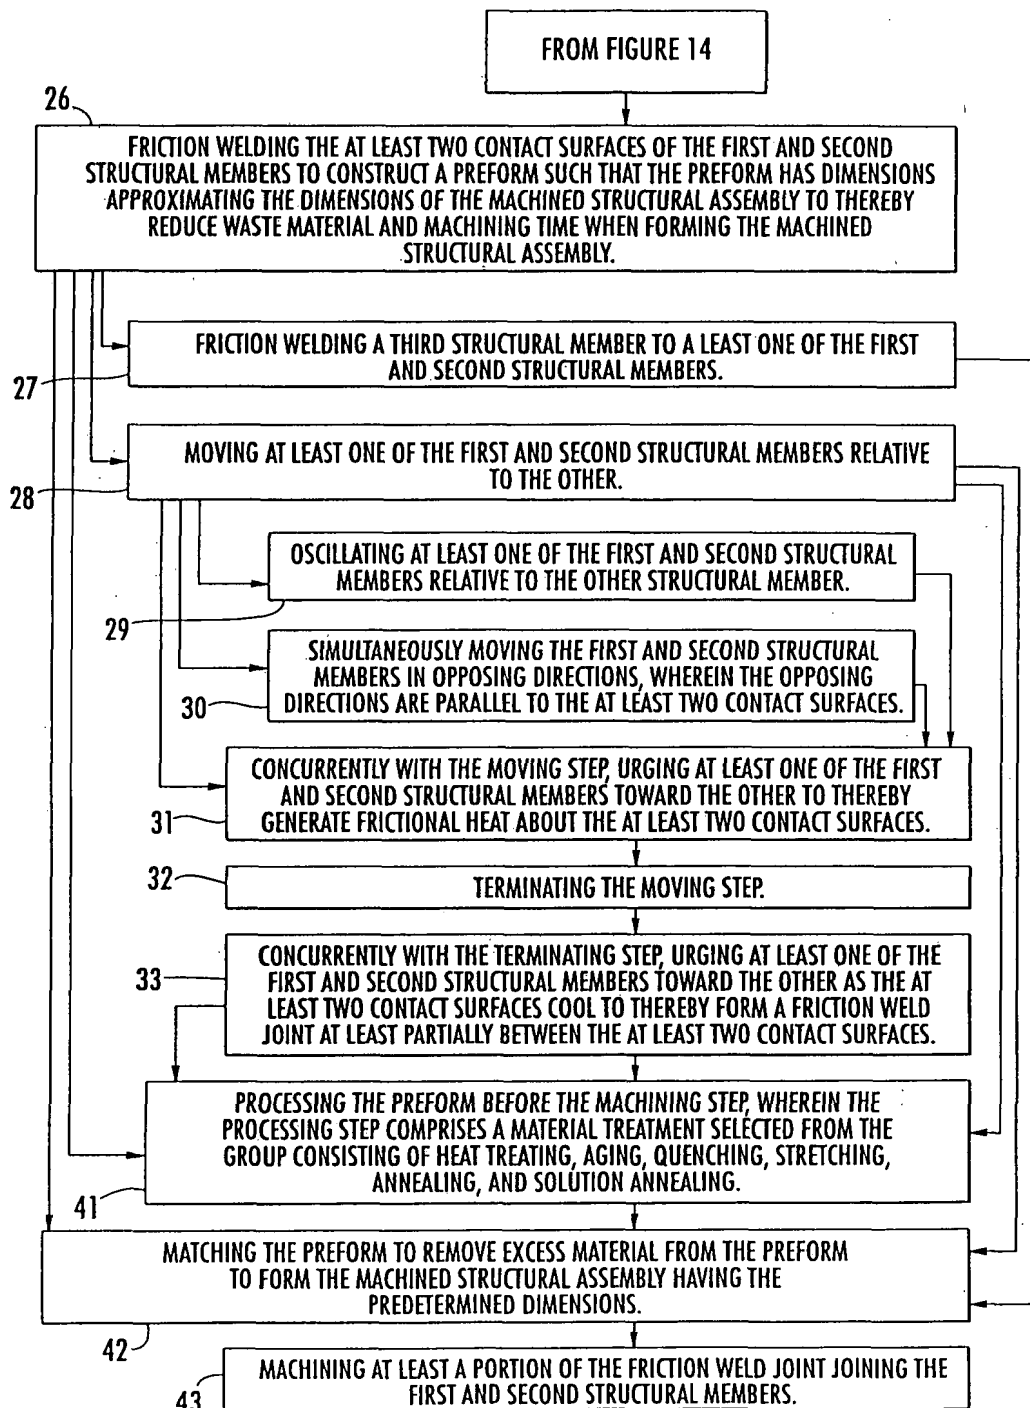 FROM FIGURE 14
26
FRICTION WELDING THE AT LEAST TWO CONTACT SURFACES OF THE FIRST AND SECOND
STRUCTURAL MEMBERS TO CONSTRUCT A PREFORM SUCH THAT THE PREFORM HAS DIMENSIONS
APPROXIMATING THE DIMENSIONS OF THE MACHINED STRUCTURAL ASSEMBLY TO THEREBY
REDUCE WASTE MATERIAL AND MACHINING TIME WHEN FORMING THE MACHINED
STRUCTURAL ASSEMBLY.
FRICTION WELDING A THIRD STRUCTURAL MEMBER TO A LEAST ONE OF THE FIRST
AND SECOND STRUCTURAL MEMBERS.
27
MOVING AT LEAST ONE OF THE FIRST AND SECOND STRUCTURAL MEMBERS RELATIVE
TO THE OTHER.
28
OSCILLATING AT LEAST ONE OF THE FIRST AND SECOND STRUCTURAL
MEMBERS RELATIVE TO THE OTHER STRUCTURAL MEMBER.
29
SIMULTANEOUSLY MOVING THE FIRST AND SECOND STRUCTURAL
MEMBERS IN OPPOSING DIRECTIONS, WHEREIN THE OPPOSING
DIRECTIONS ARE PARALLEL TO THE AT LEAST TWO CONTACT SURFACES.
30
CONCURRENTLY WITH THE MOVING STEP, URGING AT LEAST ONE OF THE FIRST
AND SECOND STRUCTURAL MEMBERS TOWARD THE OTHER TO THEREBY
GENERATE FRICTIONAL HEAT ABOUT THE AT LEAST TWO CONTACT SURFACES.
31
32
TERMINATING THE MOVING STEP.
CONCURRENTLY WITH THE TERMINATING STEP, URGING AT LEAST ONE OF THE
33
FIRST AND SECOND STRUCTURAL MEMBERS TOWARD THE OTHER AS THE AT
LEAST TWO CONTACT SURFACES COOL TO THEREBY FORM A FRICTION WELD
JOINT AT LEAST PARTIALLY BETWEEN THE AT LEAST TWO CONTACT SURFACES.
PROCESSING THE PREFORM BEFORE THE MACHINING STEP, WHEREIN THE
PROCESSING STEP COMPRISES A MATERIAL TREATMENT SELECTED FROM THE
GROUP CONSISTING OF HEAT TREATING, AGING, QUENCHING, STRETCHING,
ANNEALING, AND SOLUTION ANNEALING.
41
MATCHING THE PREFORM TO REMOVE EXCESS MATERIAL FROM THE PREFORM
TO FORM THE MACHINED STRUCTURAL ASSEMBLY HAVING THE
PREDETERMINED DIMENSIONS.
42
MACHINING AT LEAST A PORTION OF THE FRICTION WELD JOINT JOINING THE
FIRST AND SECOND STRUCTURAL MEMBERS.
43